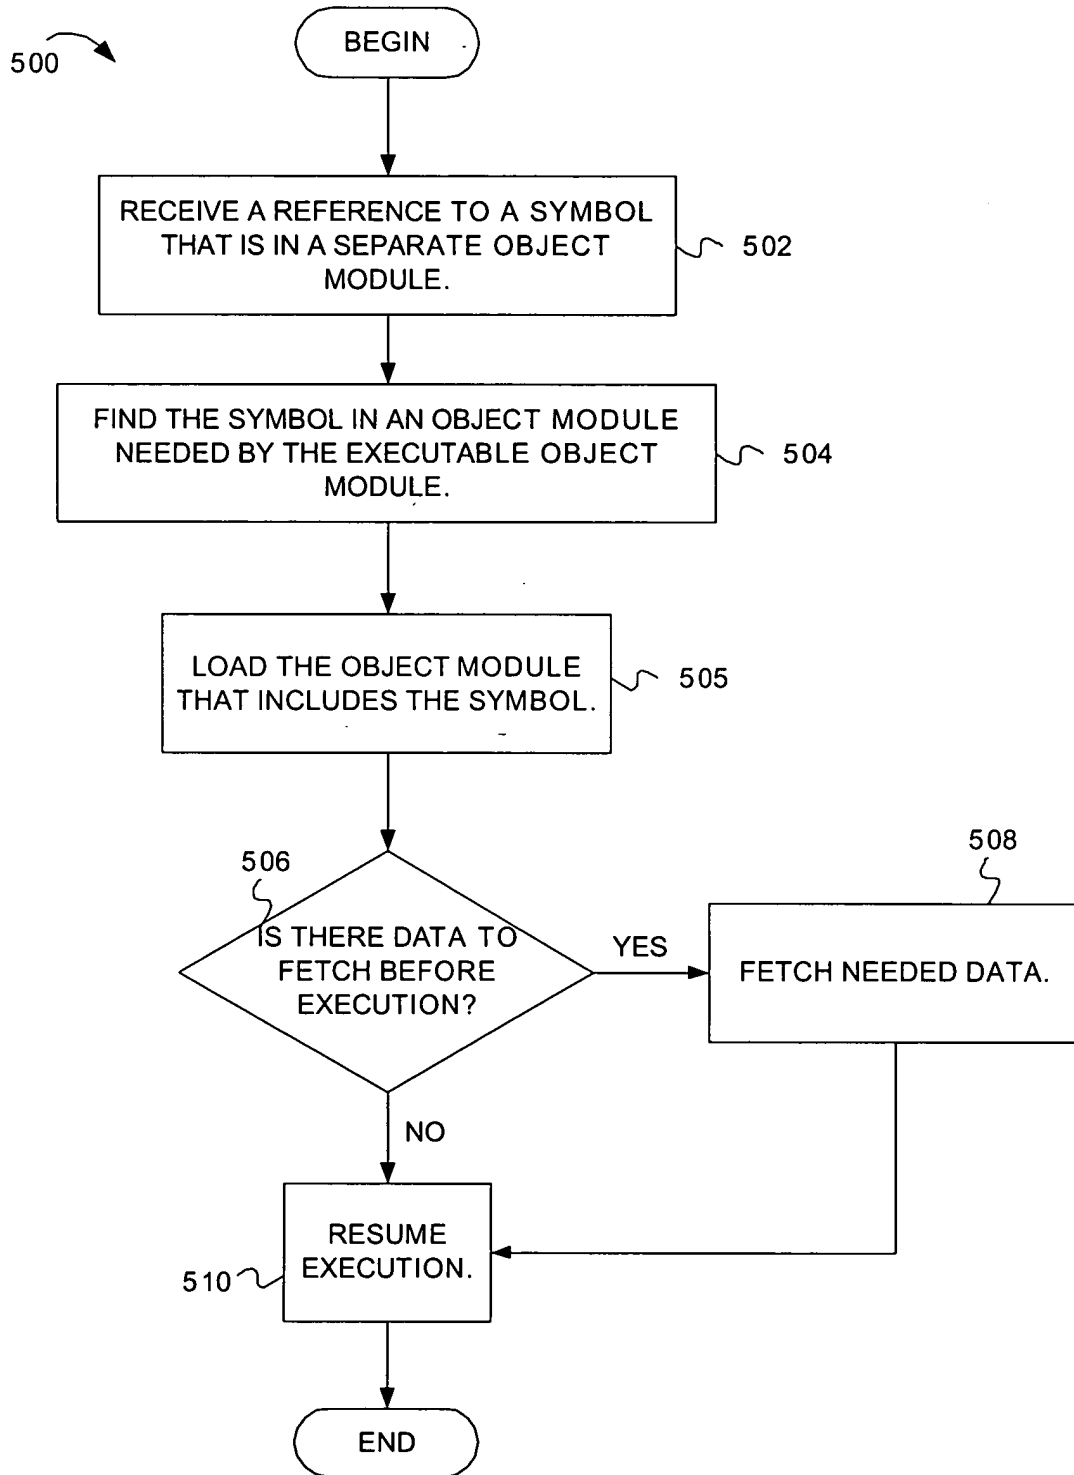 500
BEGIN
RECEIVE A REFERENCE TO A SYMBOL
THAT IS IN A SEPARATE OBJECT
MODULE.
502
FIND THE SYMBOL IN AN OBJECT MODULE
NEEDED BY THE EXECUTABLE OBJECT
MODULE.
504
LOAD THE OBJECT MODULE
THAT INCLUDES THE SYMBOL.
505
506
IS THERE DATA TO
FETCH BEFORE
EXECUTION?
YES
508
FETCH NEEDED DATA.
NO
RESUME
EXECUTION.
510
END